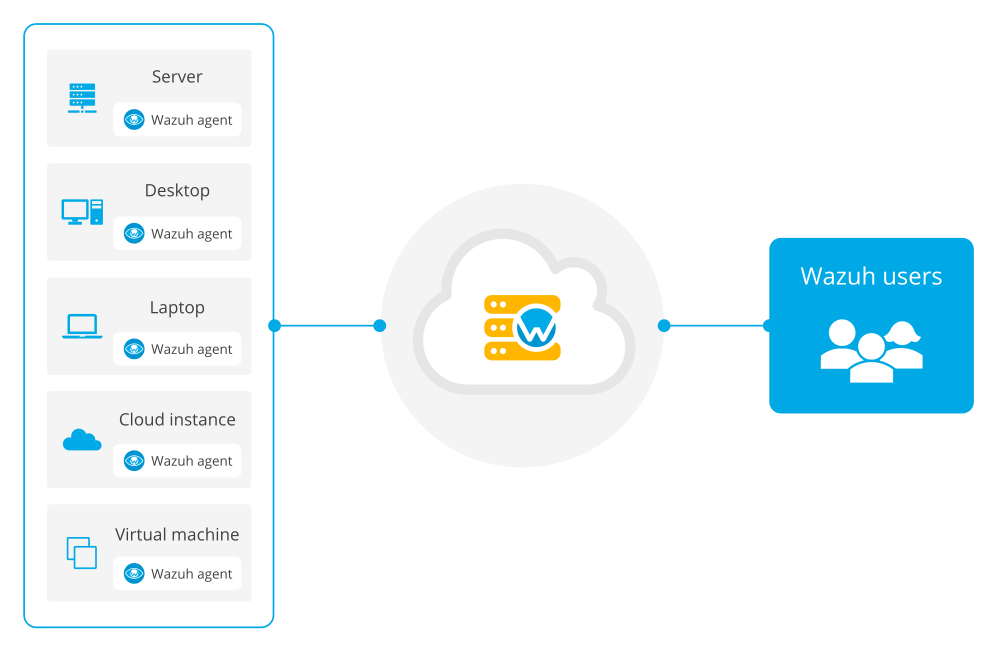 Server
Wazuh agent
Desktop
Wazuh agent
Laptop
Wazuh agent
Cloud instance
Wazuh agent
Virtual machine
Wazuh agent
W
Wazuh users